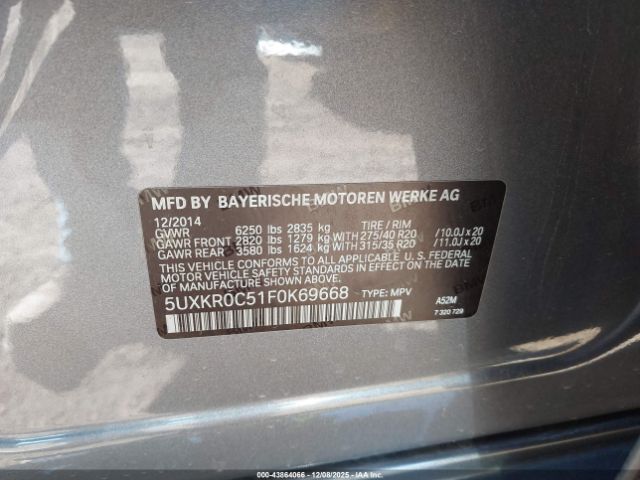 MFD BY BAYERISCHE MOTOREN WERKE AG
12/2014
GVWR 6250 lbs 2835 kg TIRE / RIM
GAWR FRONT 2820 lbs 1279 kg WITH 275/40 R20 /10.0J x 20
GAWR REAR 3580 lbs 1624 kg WITH 315/35 R20 /11.0J x 20
THIS VEHICLE CONFORMS TO ALL APPLICABLE U. S. FEDERAL
MOTOR VEHICLE SAFETY STANDARDS IN EFFECT ON THE
DATE OF MANUFACTURE SHOWN ABOVE.
5UXKR0C51F0K69668 TYPE: MPV A52M
7 320 729
000-43864066 - 12/08/2025 - IAAI.com